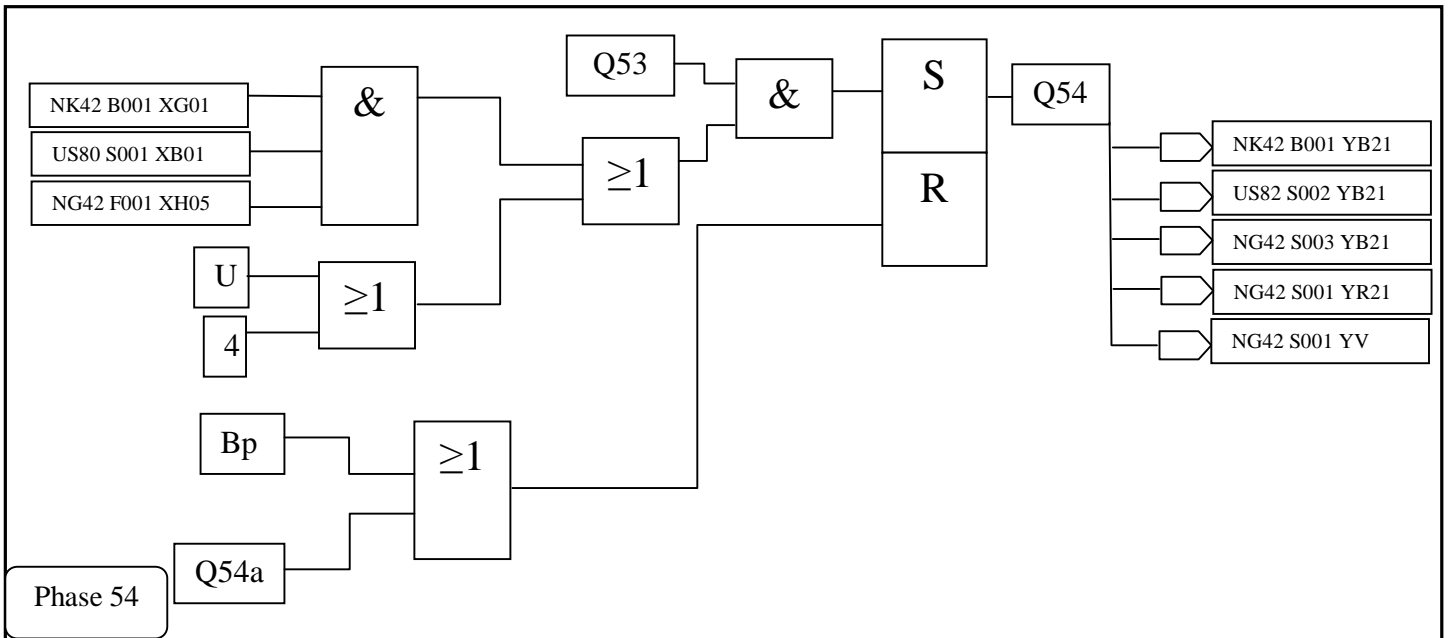 Q53
S
Q54
&
&
NK42 B001 XG01
US80 S001 XB01
NG42 F001 XH05
≥1
R
NK42 B001 YB21
US82 S002 YB21
NG42 S003 YB21
NG42 S001 YR21
NG42 S001 YV
U
≥1
4
Bp
≥1
Q54a
Phase 54